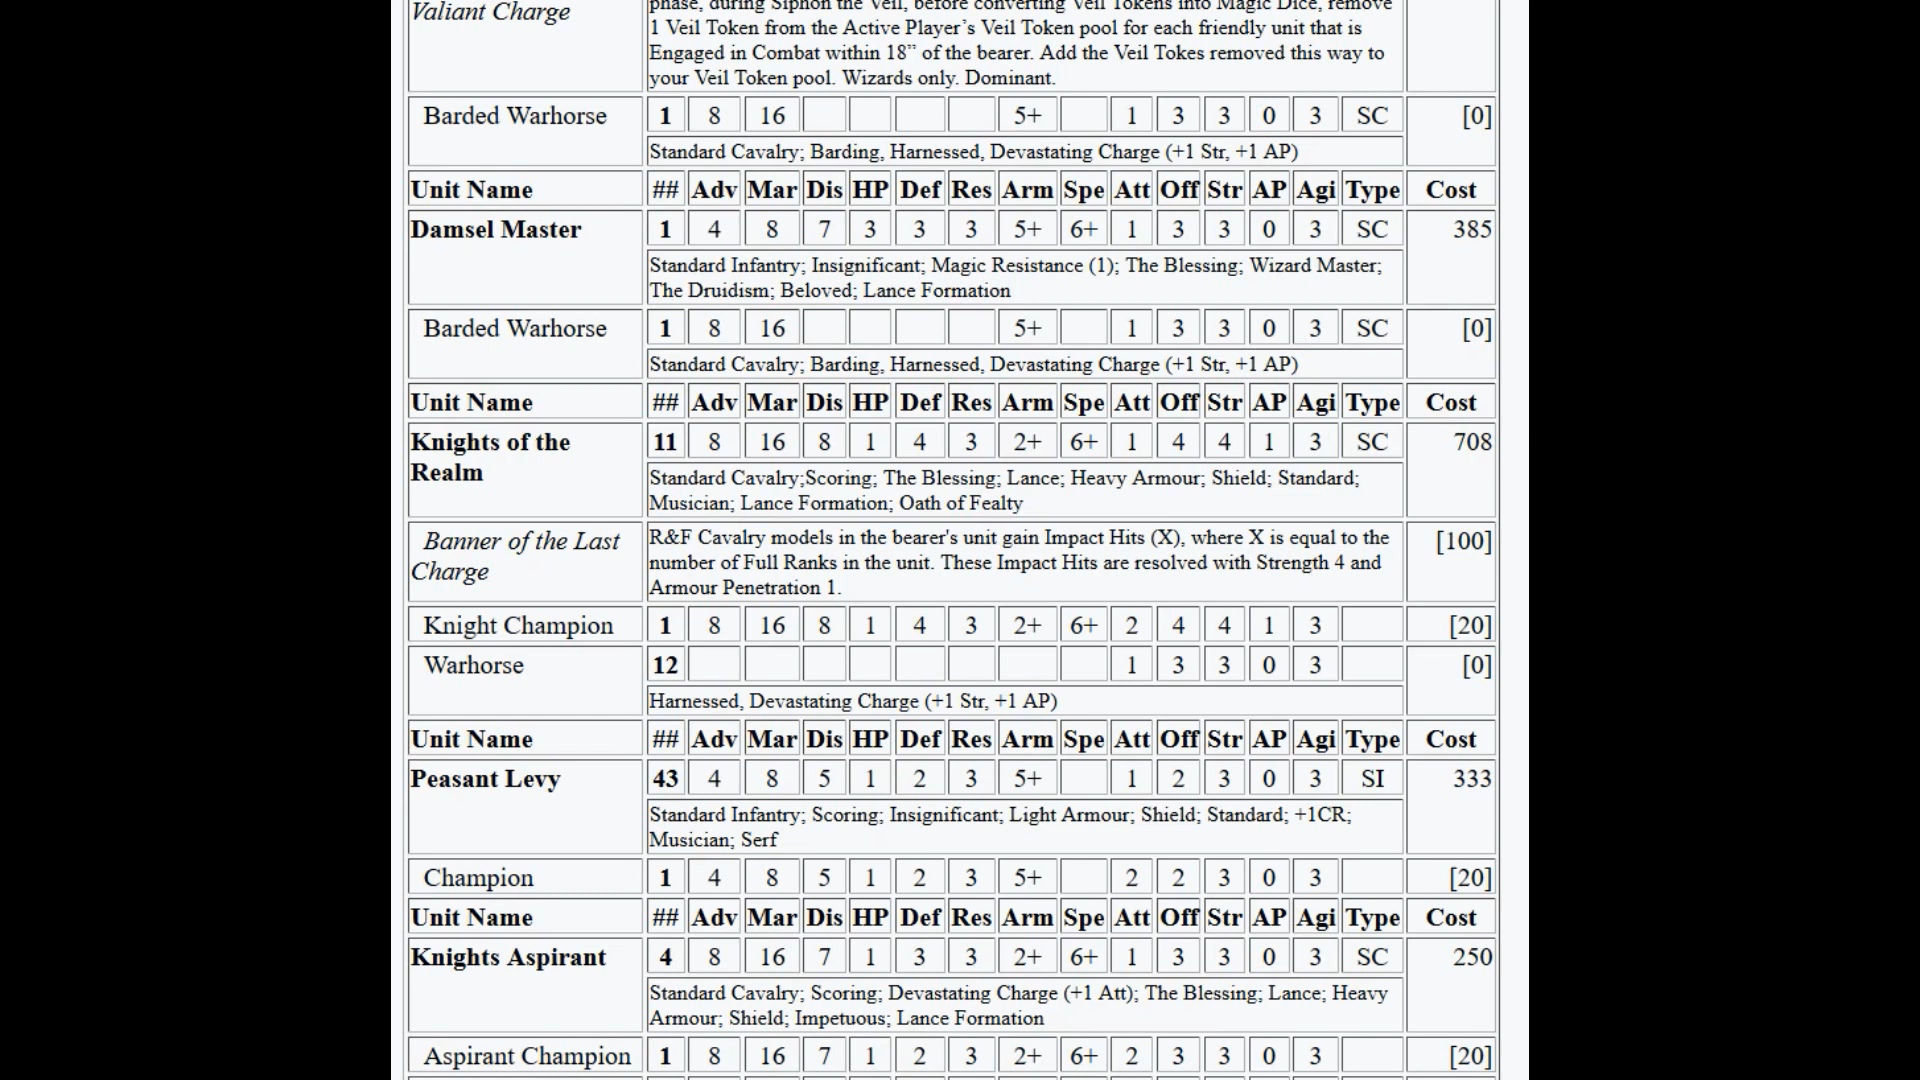 Valiant Charge
phase, during Siphon the Veil, before converting Veil Tokens into Magic Dice, remove
1 Veil Token from the Active Player’s Veil Token pool for each friendly unit that is
Engaged in Combat within 18” of the bearer. Add the Veil Tokes removed this way to
your Veil Token pool. Wizards only. Dominant.
Barded Warhorse 1 8 16 5+ 1 3 3 0 3 SC [0]
Standard Cavalry; Barding, Harnessed, Devastating Charge (+1 Str, +1 AP)
Unit Name ## Adv Mar Dis HP Def Res Arm Spe Att Off Str AP Agi Type Cost
Damsel Master 1 4 8 7 3 3 3 5+ 6+ 1 3 3 0 3 SC 385
Standard Infantry; Insignificant; Magic Resistance (1); The Blessing; Wizard Master;
The Druidism; Beloved; Lance Formation
Barded Warhorse 1 8 16 5+ 1 3 3 0 3 SC [0]
Standard Cavalry; Barding, Harnessed, Devastating Charge (+1 Str, +1 AP)
Unit Name ## Adv Mar Dis HP Def Res Arm Spe Att Off Str AP Agi Type Cost
Knights of the 11 8 16 8 1 4 3 2+ 6+ 1 4 4 1 3 SC 708
Realm
Standard Cavalry;Scoring; The Blessing; Lance; Heavy Armour; Shield; Standard;
Musician; Lance Formation; Oath of Fealty
Banner of the Last
Charge
R&F Cavalry models in the bearer's unit gain Impact Hits (X), where X is equal to the
number of Full Ranks in the unit. These Impact Hits are resolved with Strength 4 and
Armour Penetration 1.
[100]
Knight Champion 1 8 16 8 1 4 3 2+ 6+ 2 4 4 1 3 [20]
Warhorse 12 1 3 3 0 3 [0]
Harnessed, Devastating Charge (+1 Str, +1 AP)
Unit Name ## Adv Mar Dis HP Def Res Arm Spe Att Off Str AP Agi Type Cost
Peasant Levy 43 4 8 5 1 2 3 5+ 1 2 3 0 3 SI 333
Standard Infantry; Scoring; Insignificant; Light Armour; Shield; Standard; +1CR;
Musician; Serf
Champion 1 4 8 5 1 2 3 5+ 2 2 3 0 3 [20]
Unit Name ## Adv Mar Dis HP Def Res Arm Spe Att Off Str AP Agi Type Cost
Knights Aspirant 4 8 16 7 1 3 3 2+ 6+ 1 3 3 0 3 SC 250
Standard Cavalry; Scoring; Devastating Charge (+1 Att); The Blessing; Lance; Heavy
Armour; Shield; Impetuous; Lance Formation
Aspirant Champion 1 8 16 7 1 2 3 2+ 6+ 2 3 3 0 3 [20]